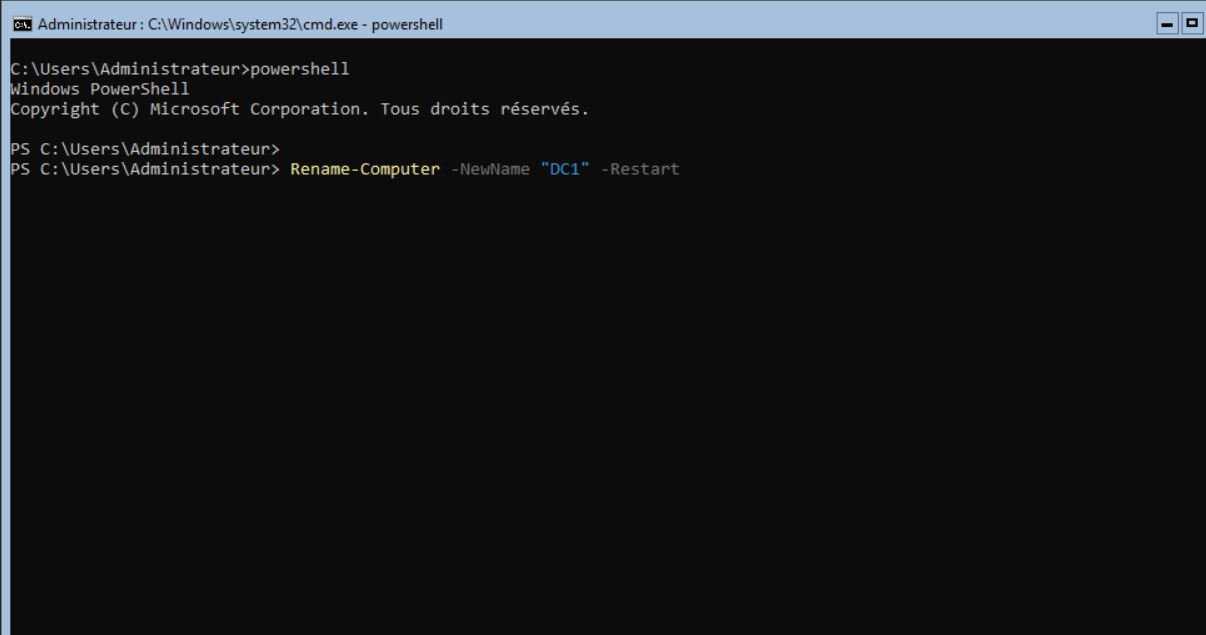 Administrateur : C:\Windows\system32\cmd.exe - powershell
C:\Users\Administrateur>powershell
Windows PowerShell
Copyright (C) Microsoft Corporation. Tous droits réservés.
PS C:\Users\Administrateur>
PS C:\Users\Administrateur> Rename-Computer -NewName "DC1" -Restart